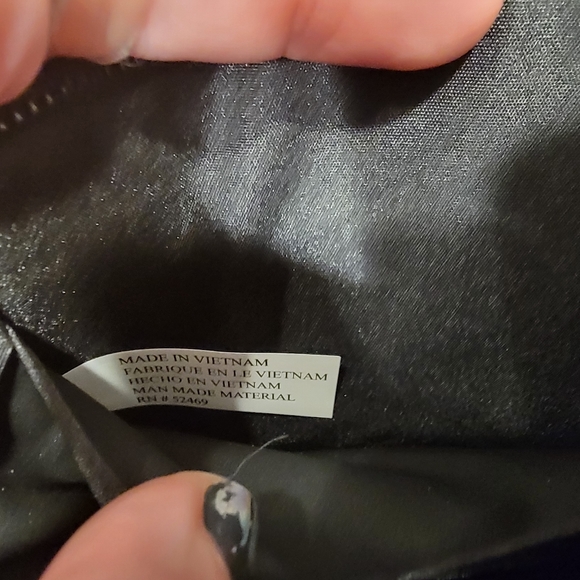 MADE IN VIETNAM
FABRIQUE EN LE VIETNAM
HECHO EN VIETNAM
MAN MADE MATERIAL
RN # 52469